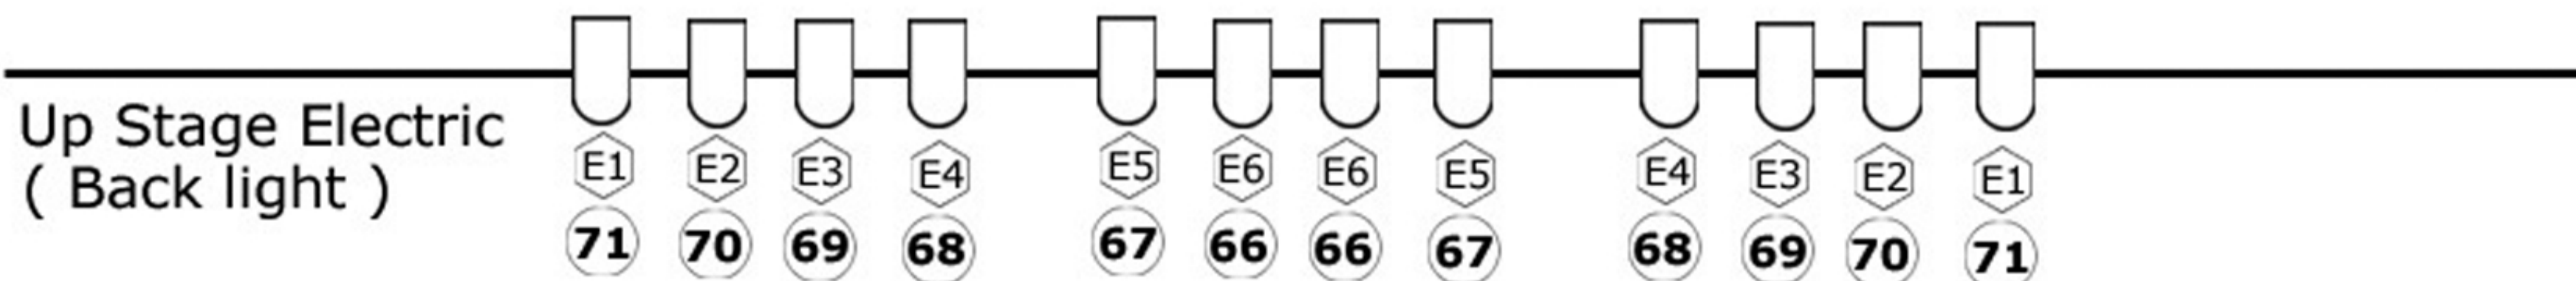 Up Stage Electric
( Back light )
E1 E2 E3 E4 E5 E6 E6 E5 E4 E3 E2 E1
71 70 69 68 67 66 66 67 68 69 70 71